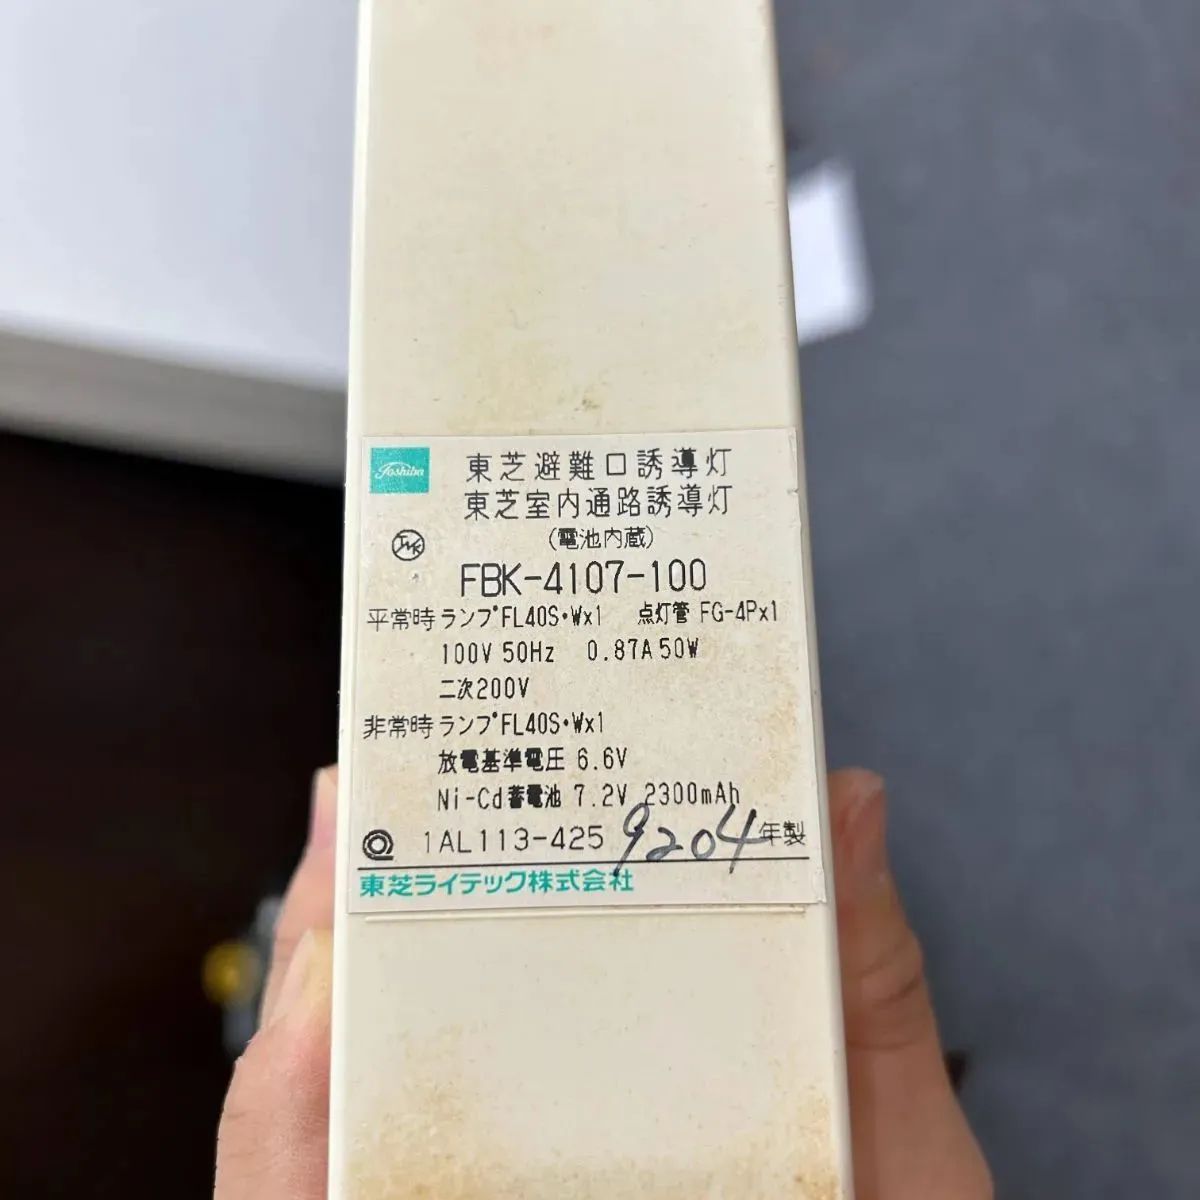 Toshiba
東芝避難口誘導灯
東芝室内通路誘導灯
(電池内蔵)
FBK-4107-100
平常時 ランプFL40S・Wx1 点灯管 FG-4Px1
100V 50Hz 0.87A 50W
二次200V
非常時 ランプFL40S・Wx1
放電基準電圧 6.6V
Ni-Cd蓄電池 7.2V 2300mAh
1AL113-425 9204年製
東芝ライテック株式会社